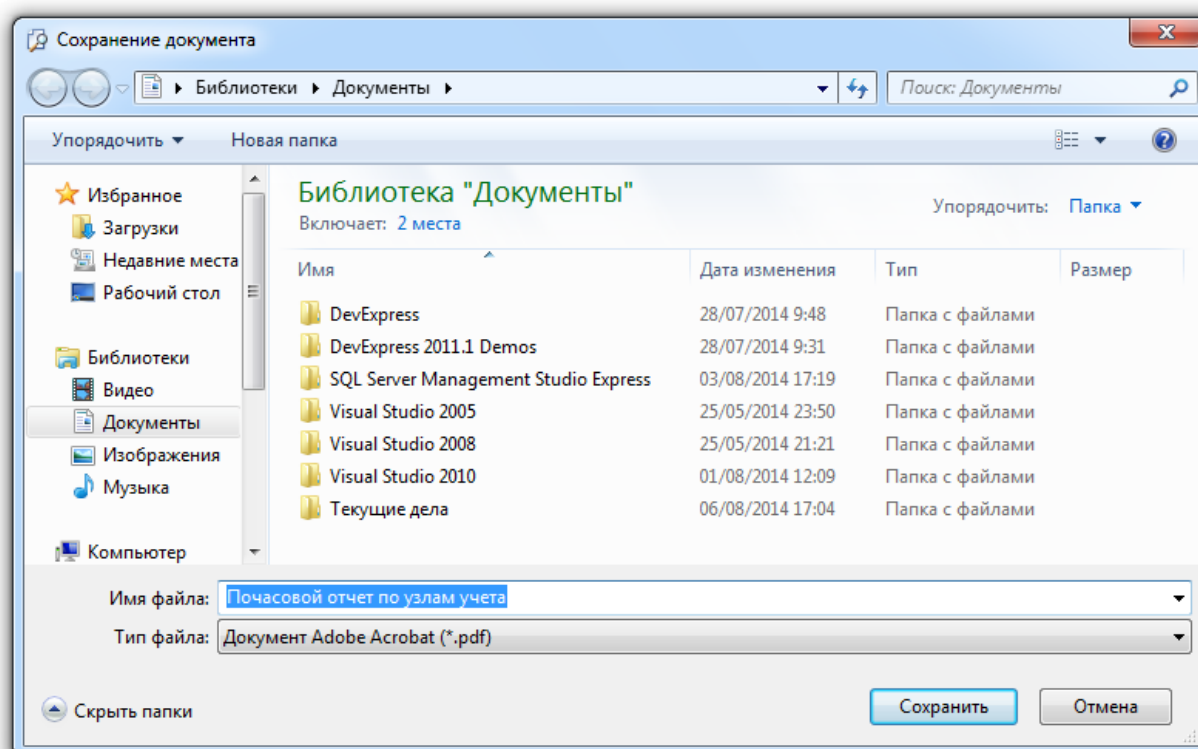 Сохранение документа
Библиотеки Документы
Поиск: Документы
Упорядочить Новая папка
Избранное
Загрузки
Недавние места
Рабочий стол
Библиотеки
Видео
Документы
Изображения
Музыка
Компьютер
Библиотека "Документы"
Включает: 2 места
Упорядочить: Папка
Имя Дата изменения Тип Размер
DevExpress 28/07/2014 9:48 Папка с файлами
DevExpress 2011.1 Demos 28/07/2014 9:31 Папка с файлами
SQL Server Management Studio Express 03/08/2014 17:19 Папка с файлами
Visual Studio 2005 25/05/2014 23:50 Папка с файлами
Visual Studio 2008 25/05/2014 21:21 Папка с файлами
Visual Studio 2010 01/08/2014 12:09 Папка с файлами
Текущие дела 06/08/2014 17:04 Папка с файлами
Имя файла: Почасовой отчет по узлам учета
Тип файла: Документ Adobe Acrobat (*.pdf)
Скрыть папки Сохранить Отмена